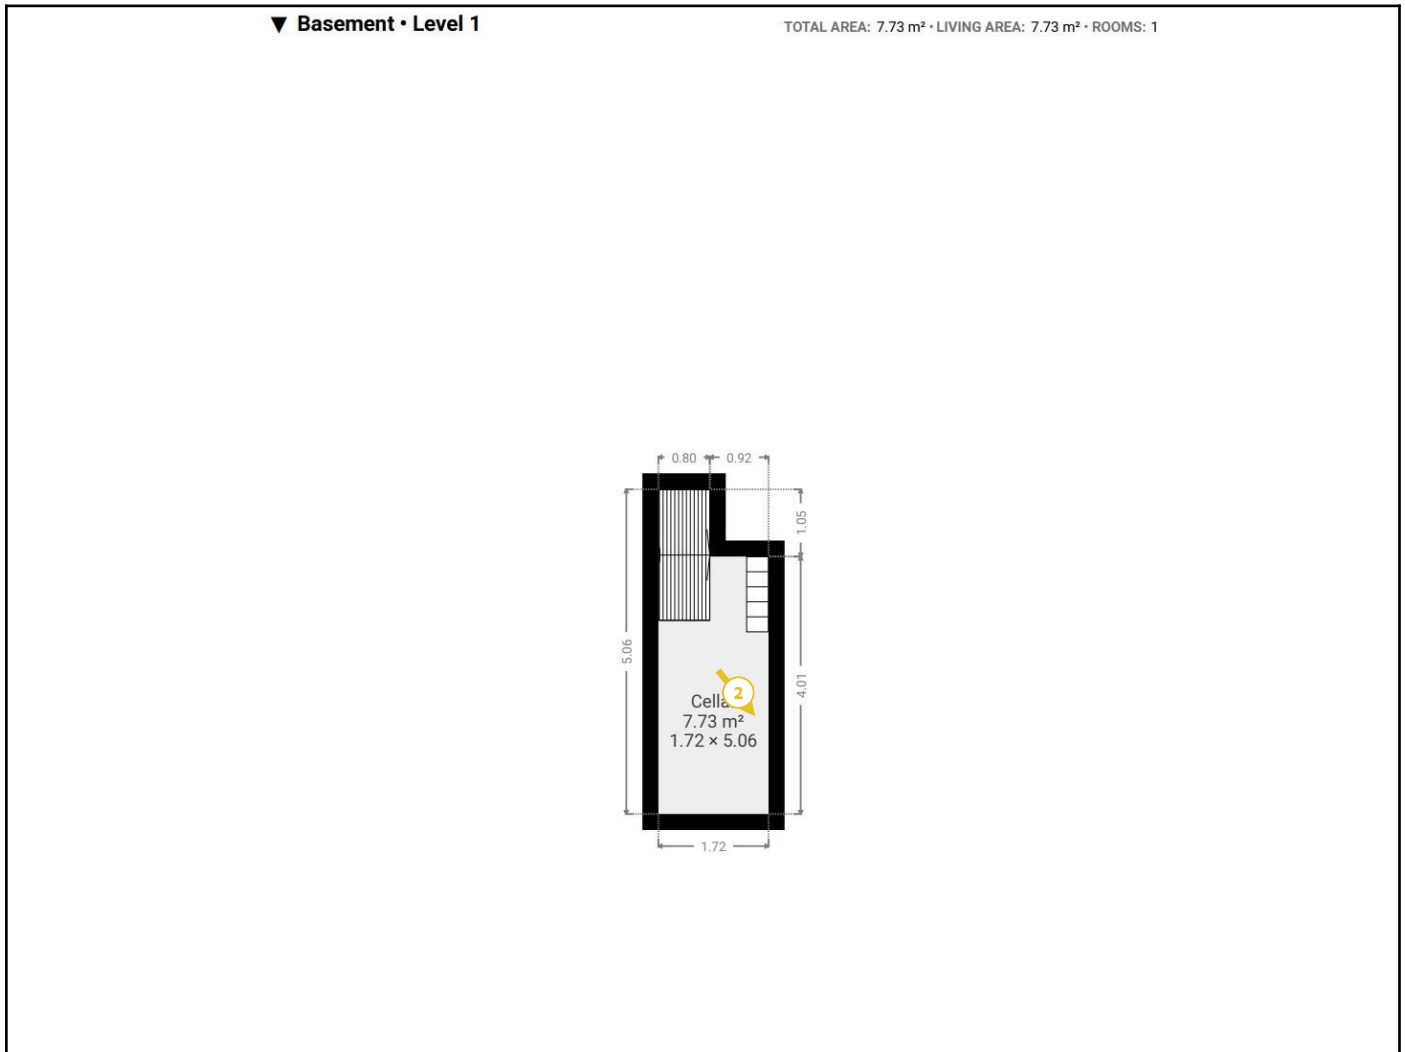 ▼ Basement • Level 1
TOTAL AREA: 7.73 m² • LIVING AREA: 7.73 m² • ROOMS: 1
0.80
0.92
1.05
5.06
4.01
2
Cella
7.73 m²
1.72 × 5.06
1.72